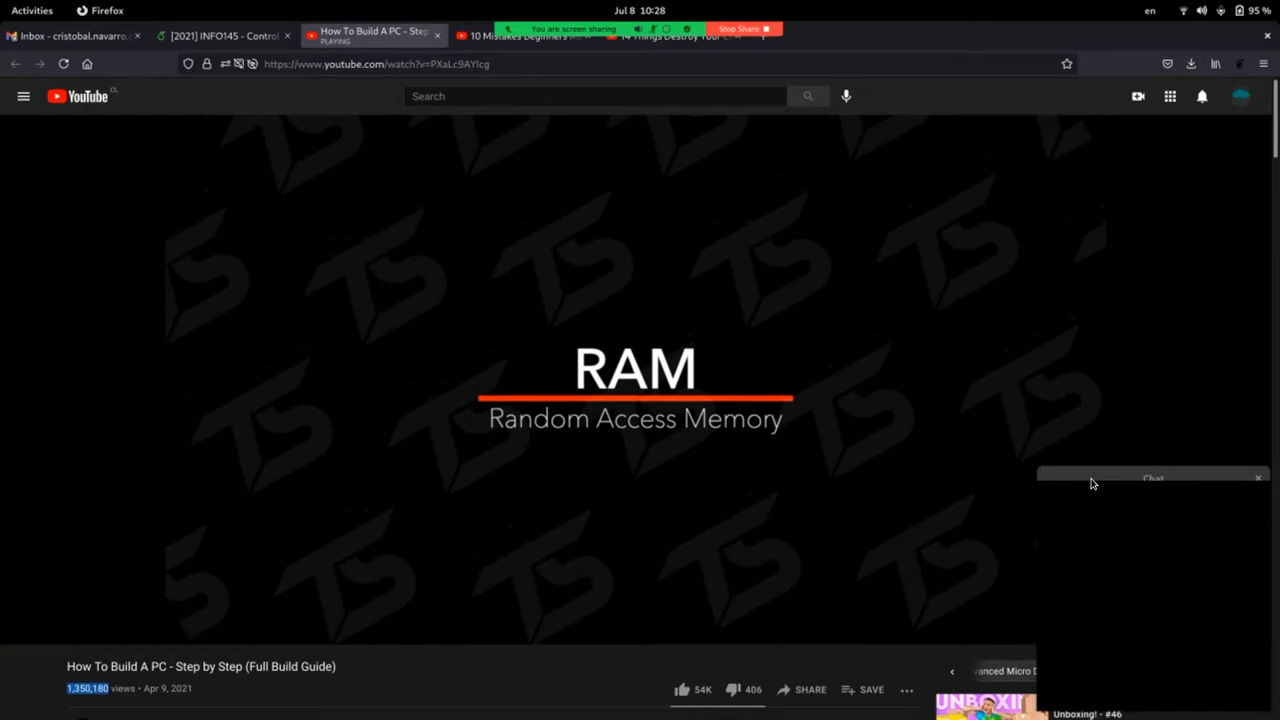 Activities Firefox Jul 8 10:28 en 95 %
You are screen sharing Stop Share
Inbox - cristobal.navarro. [2021] INFO145 - Control How To Build A PC - Step 10 Mistakes Beginners
PLAYING
https://www.youtube.com/watch?v=PXaLc9AYIcg
YouTube CL Search
RAM
Random Access Memory
Chat
How To Build A PC - Step by Step (Full Build Guide)
1,350,180 views • Apr 9, 2021 54K 406 SHARE SAVE
vanced Micro D
UNBOXING
Unboxing! - #46